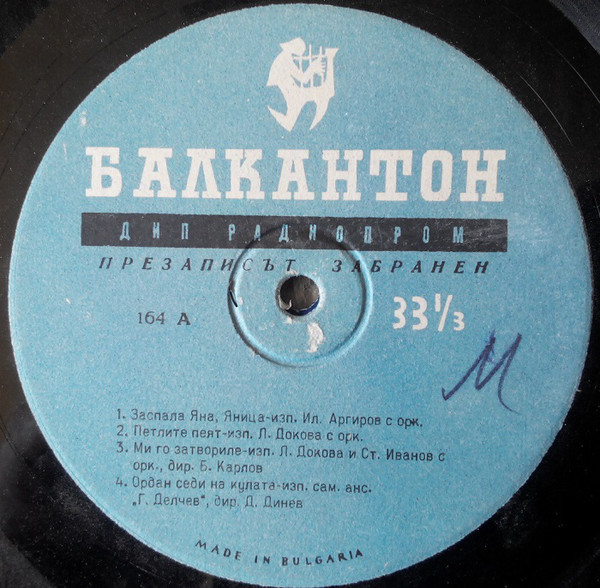 БАЛКАНТОН
ДИП РАДИОПРОМ
ПРЕЗАПИСЪТ ЗАБРАНЕН
164 А
33⅓
М
1. Заспала Яна, Яница-изп. Ил. Аргиров с орк.
2. Петлите пеят-изп. Л. Докова с орк.
3. Ми го затвориле-изп. Л. Докова и Ст. Иванов с
орк., дир. Б. Карлов
4. Ордан седи на кулата-изп. сам. анс.
„Г. Делчев", дир. Д. Динев
MADE IN BULGARIA